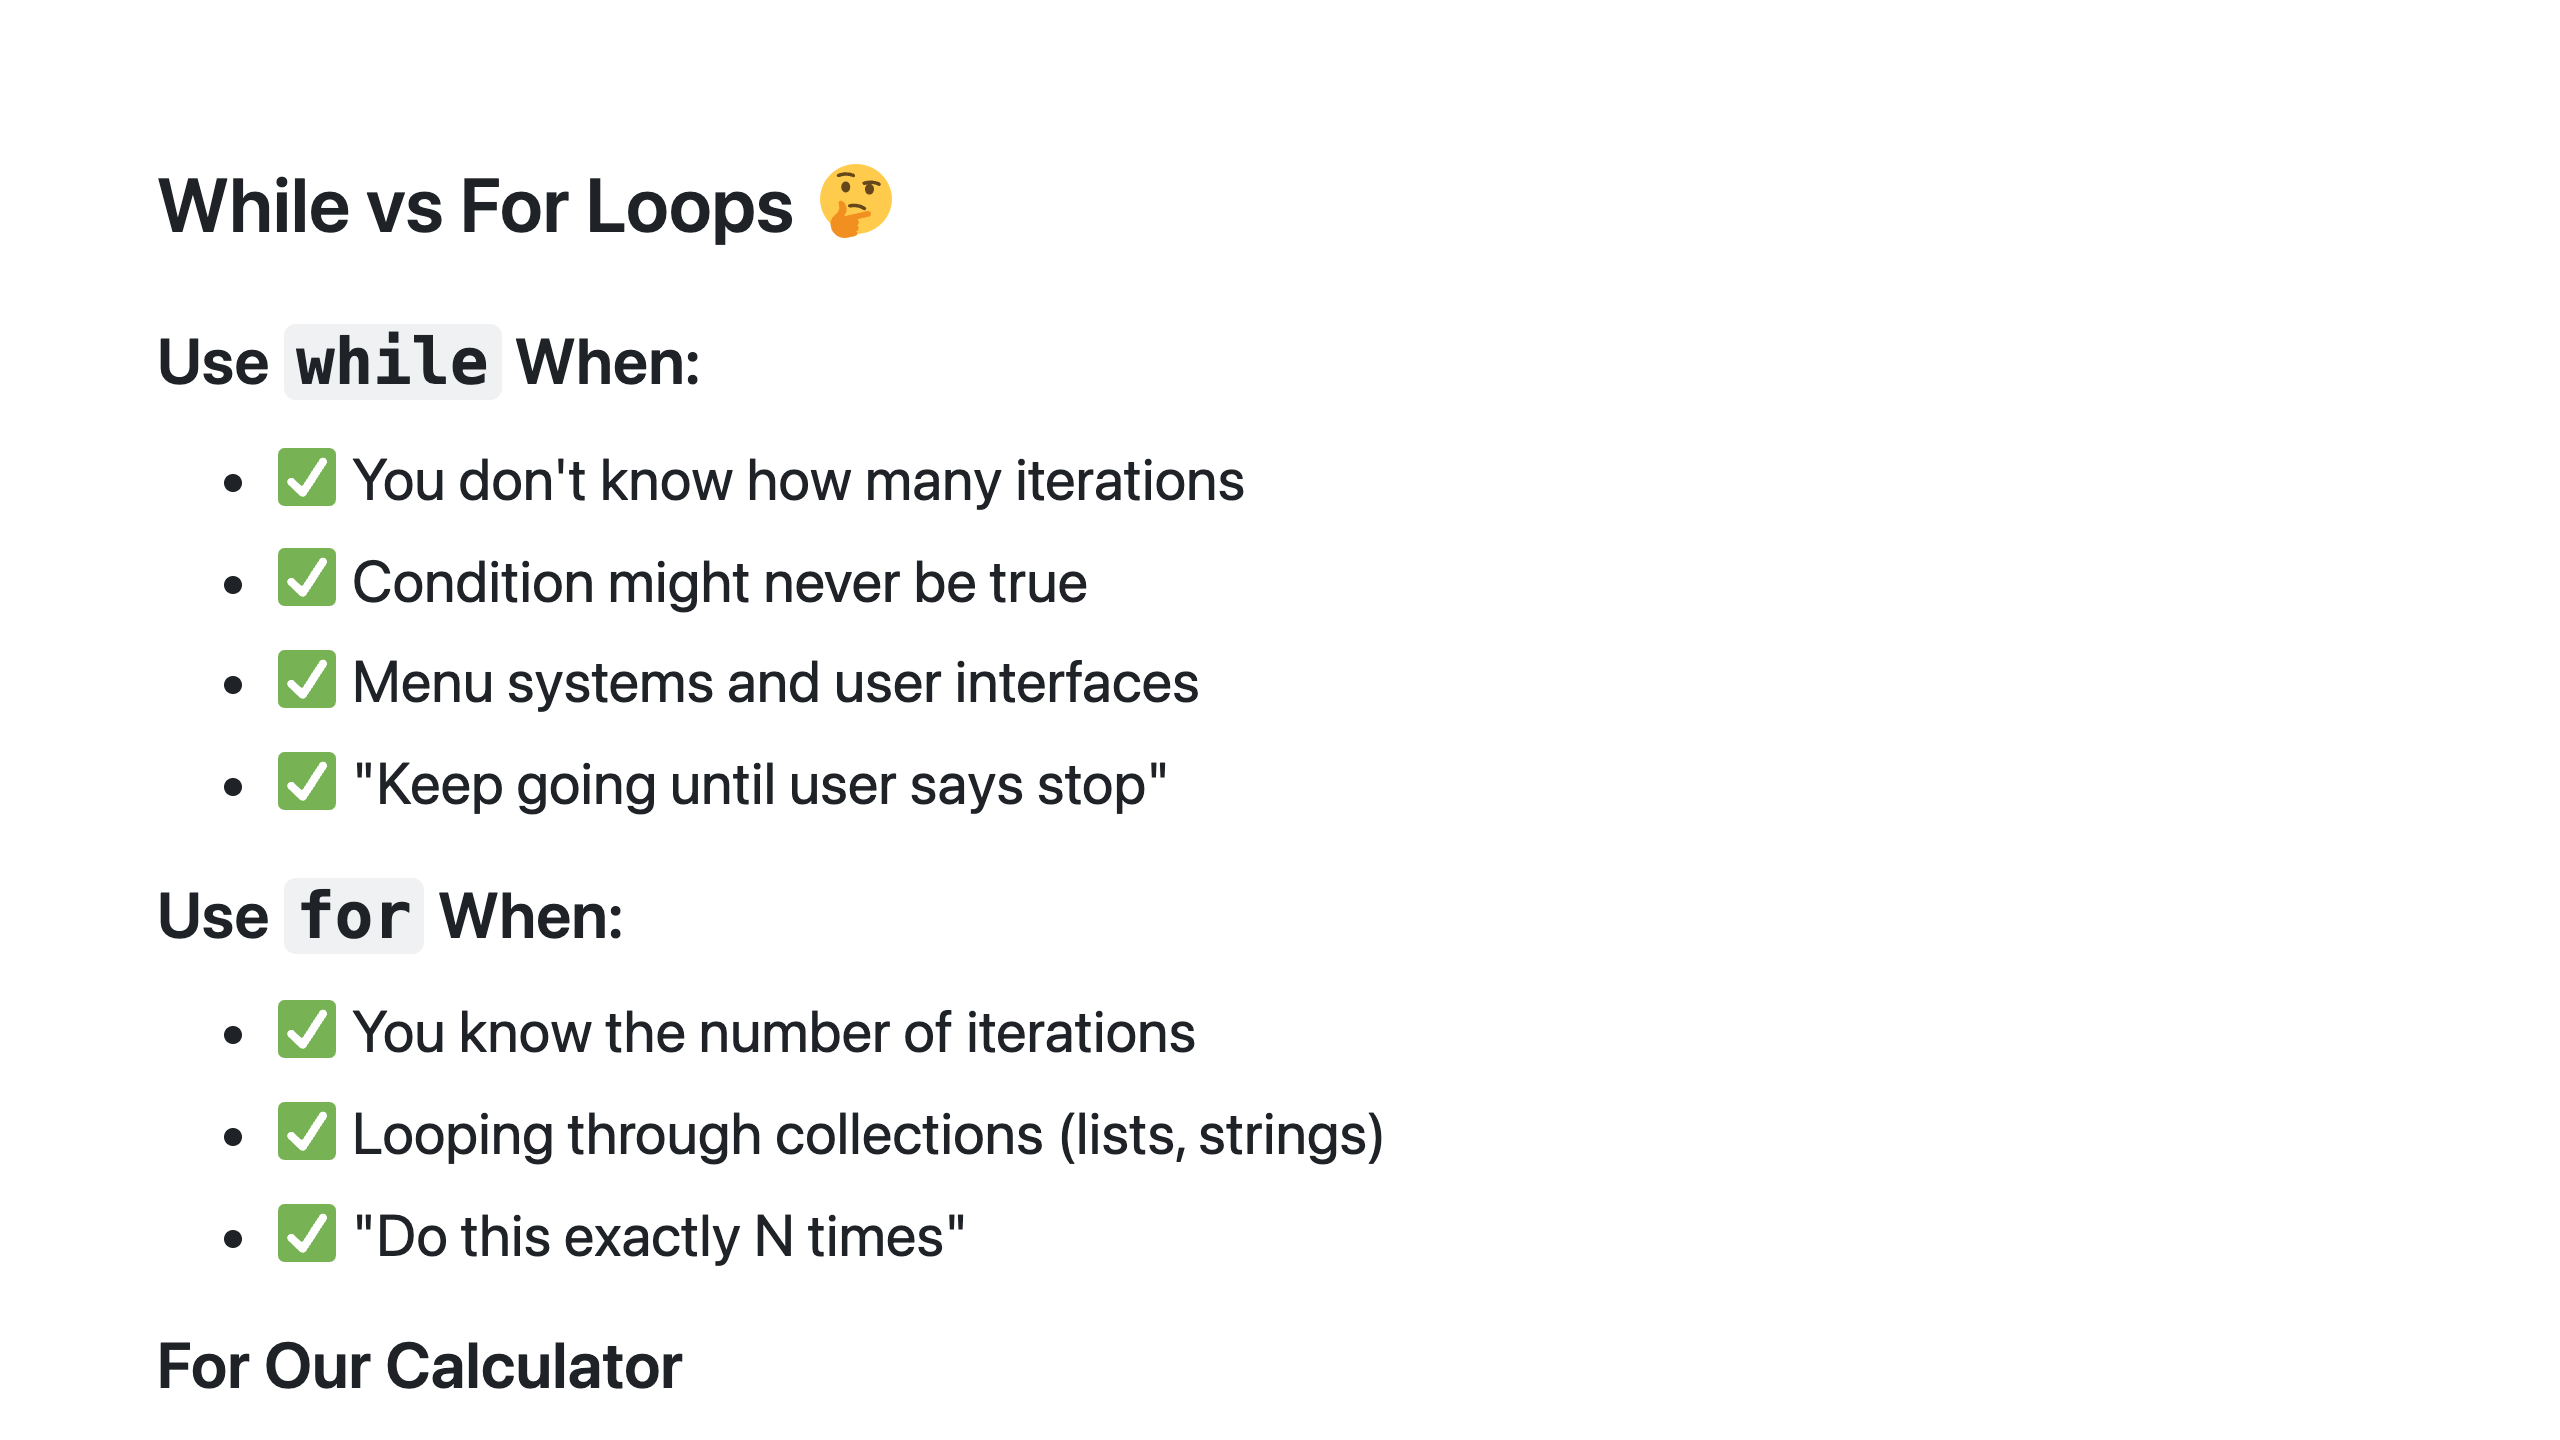 While vs For Loops 🤔
Use while When:
• ✅ You don't know how many iterations
• ✅ Condition might never be true
• ✅ Menu systems and user interfaces
• ✅ "Keep going until user says stop"
Use for When:
• ✅ You know the number of iterations
• ✅ Looping through collections (lists, strings)
• ✅ "Do this exactly N times"
For Our Calculator